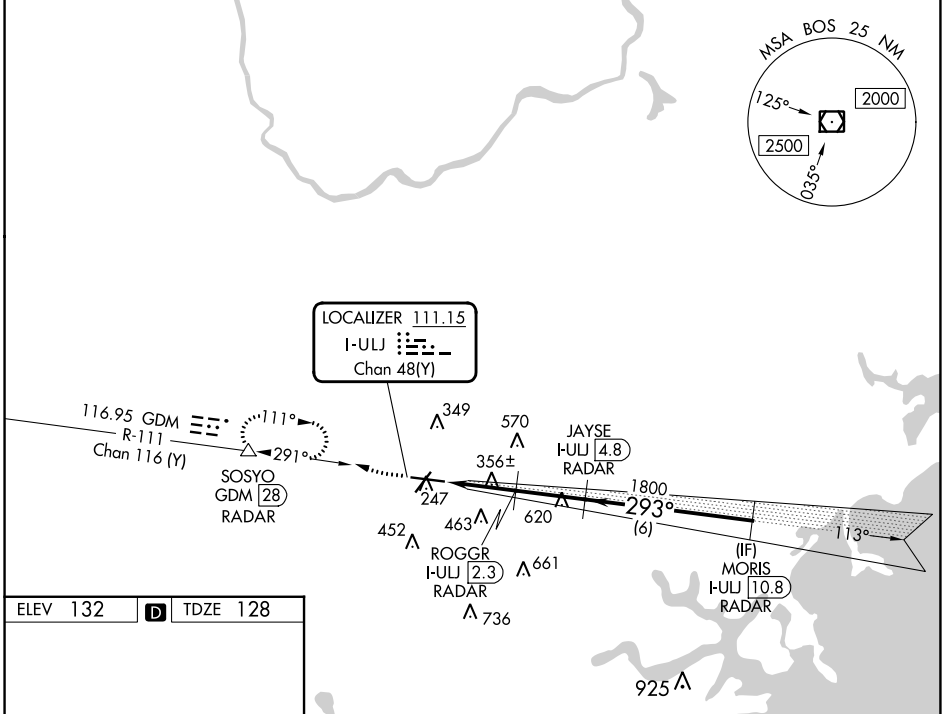 MSA BOS 25 NM
125°
2000
2500
035°
LOCALIZER 111.15
I-ULJ
Chan 48(Y)
116.95 GDM
R-111
Chan 116 (Y)
111°
291°
SOSYO
GDM 28
RADAR
349
570
356±
247
JAYSE
I-ULJ 4.8
RADAR
1800
293°
(6)
620
463
452
113°
ROGGR
I-ULJ 2.3
RADAR
661
736
(IF)
MORIS
I-ULJ 10.8
RADAR
ELEV 132 D TDZE 128
925